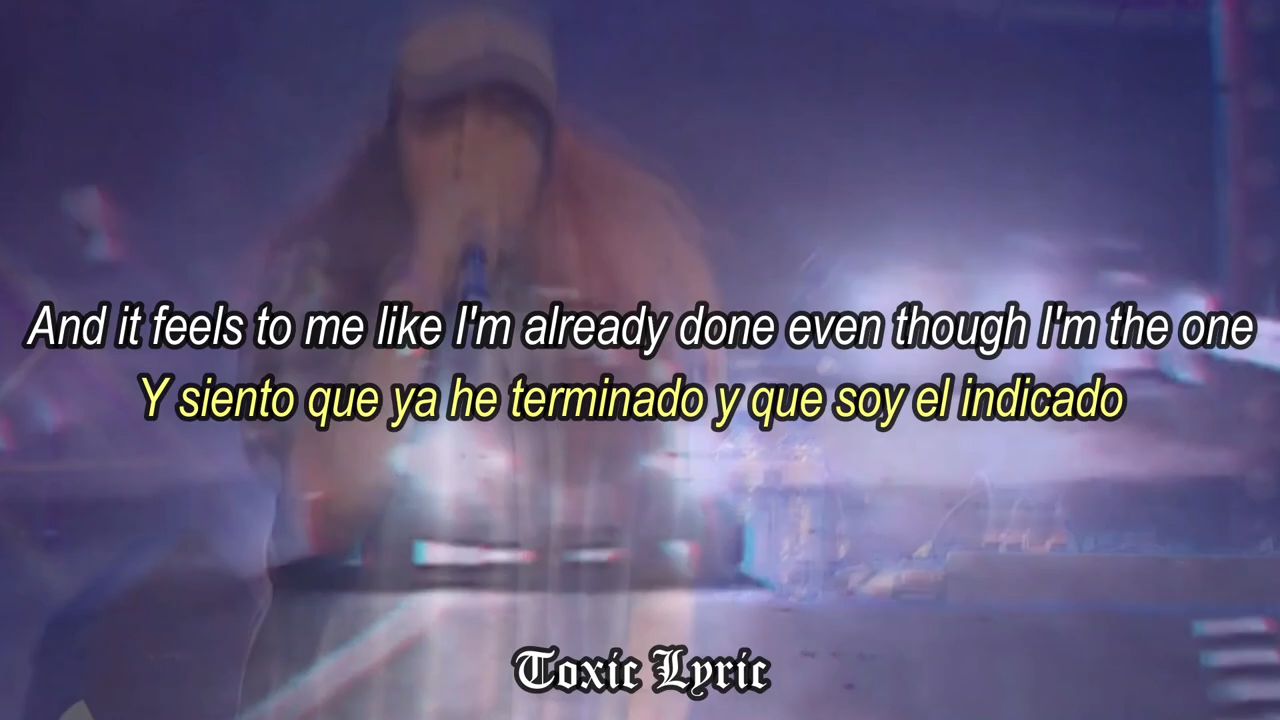 And it feels to me like I'm already done even though I'm the one
Y siento que ya he terminado y que soy el indicado
Toxic Lyric